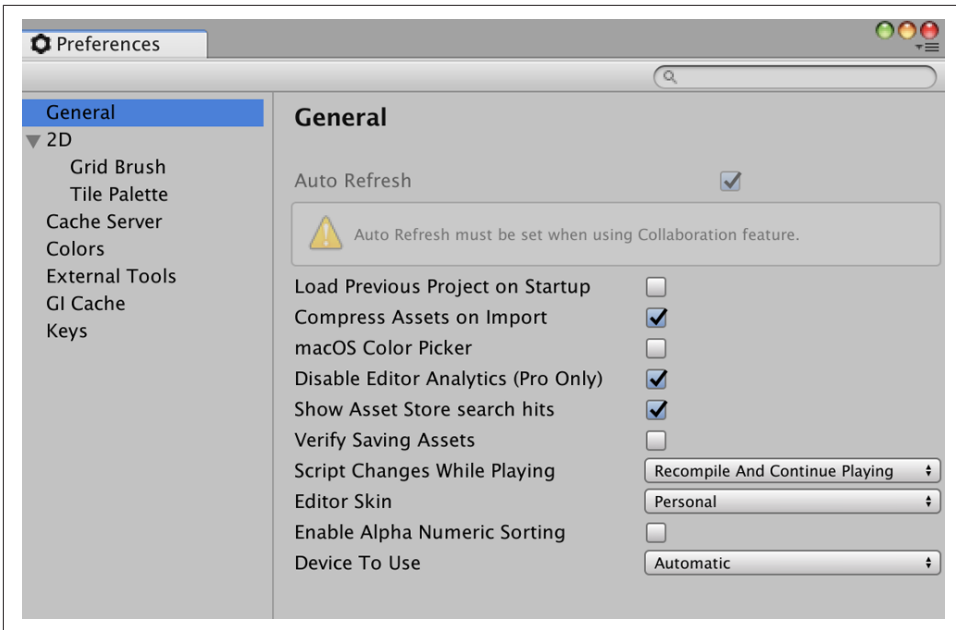 Preferences
General
2D
Grid Brush
Tile Palette
Cache Server
Colors
External Tools
GI Cache
Keys
General
Auto Refresh
Auto Refresh must be set when using Collaboration feature.
Load Previous Project on Startup
Compress Assets on Import
macOS Color Picker
Disable Editor Analytics (Pro Only)
Show Asset Store search hits
Verify Saving Assets
Script Changes While Playing Recompile And Continue Playing
Editor Skin Personal
Enable Alpha Numeric Sorting
Device To Use Automatic